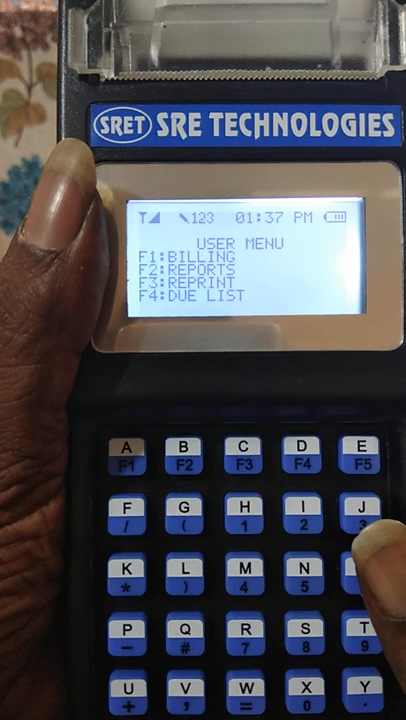 SRET SRE TECHNOLOGIES
123 01:37 PM
USER MENU
F1:BILLING
F2:REPORTS
F3:REPRINT
F4:DUE LIST
A B C D E
F1 F2 F3 F4 F5
F G H I J
/ ( 1 2 3
K L M N
* ) 4 5
P Q R S T
- # 7 8 9
U V W X Y
+ , = 0 .